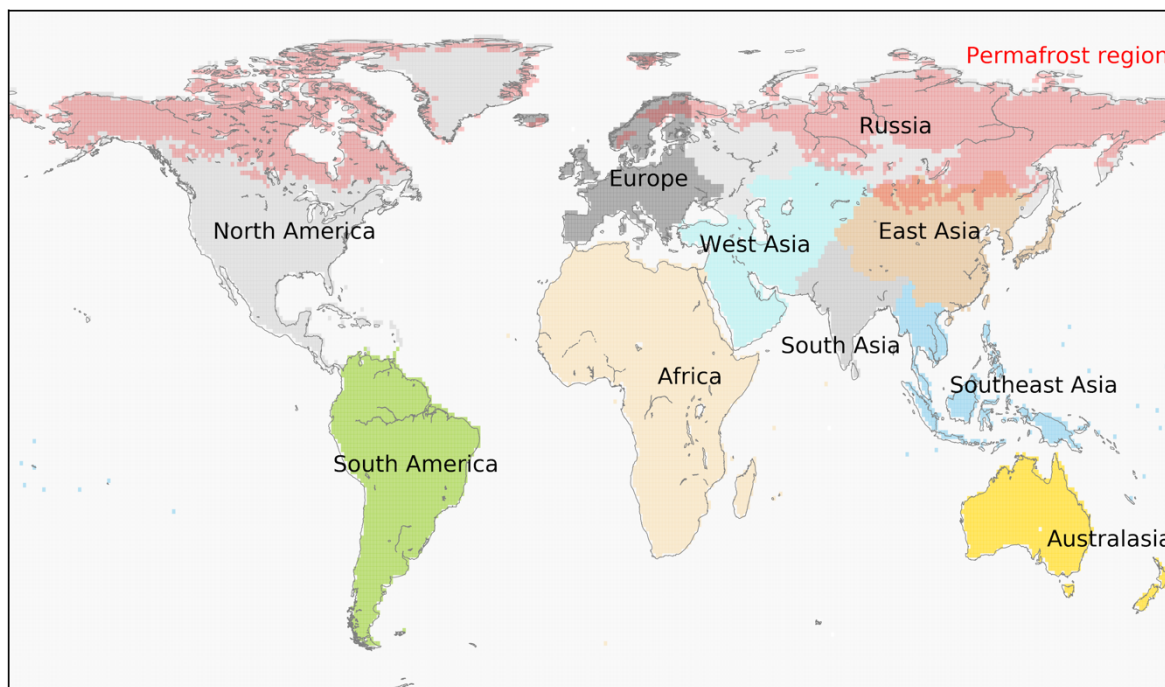 Permafrost region
Russia
Europe
North America
West Asia
East Asia
South Asia
Africa
Southeast Asia
South America
Australasia